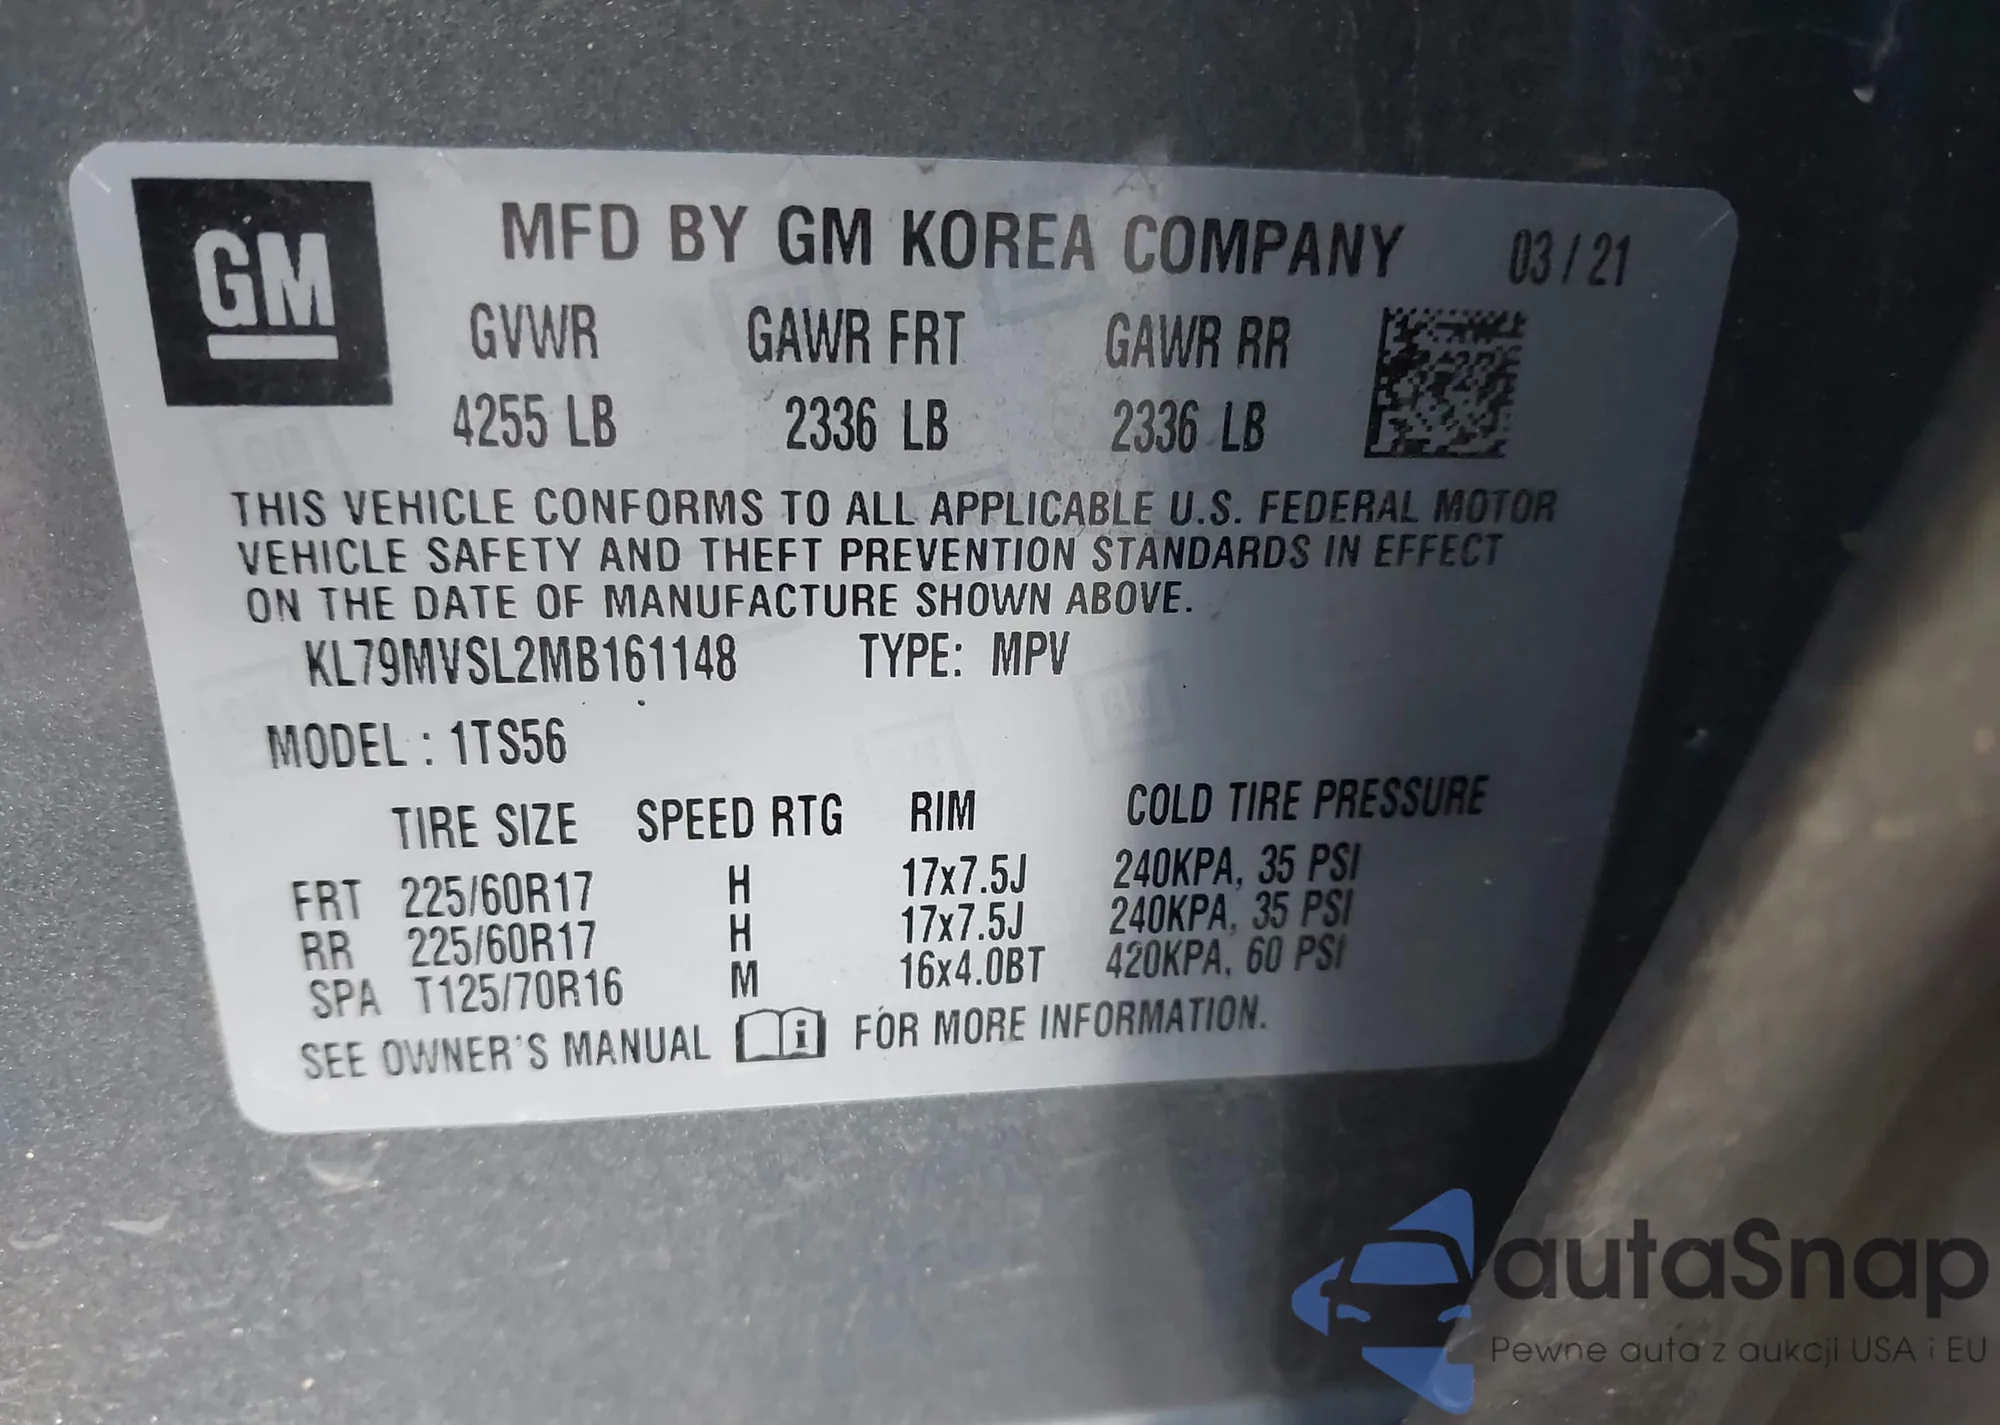 GM
MFD BY GM KOREA COMPANY 03/21
GVWR GAWR FRT GAWR RR
4255 LB 2336 LB 2336 LB
THIS VEHICLE CONFORMS TO ALL APPLICABLE U.S. FEDERAL MOTOR
VEHICLE SAFETY AND THEFT PREVENTION STANDARDS IN EFFECT
ON THE DATE OF MANUFACTURE SHOWN ABOVE.
KL79MVSL2MB161148 TYPE: MPV
MODEL : 1TS56
TIRE SIZE SPEED RTG RIM COLD TIRE PRESSURE
FRT 225/60R17 H 17x7.5J 240KPA, 35 PSI
RR 225/60R17 H 17x7.5J 240KPA, 35 PSI
SPA T125/70R16 M 16x4.0BT 420KPA, 60 PSI
SEE OWNER'S MANUAL i FOR MORE INFORMATION.
autaSnap
Pewne auta z aukcji USA i EU